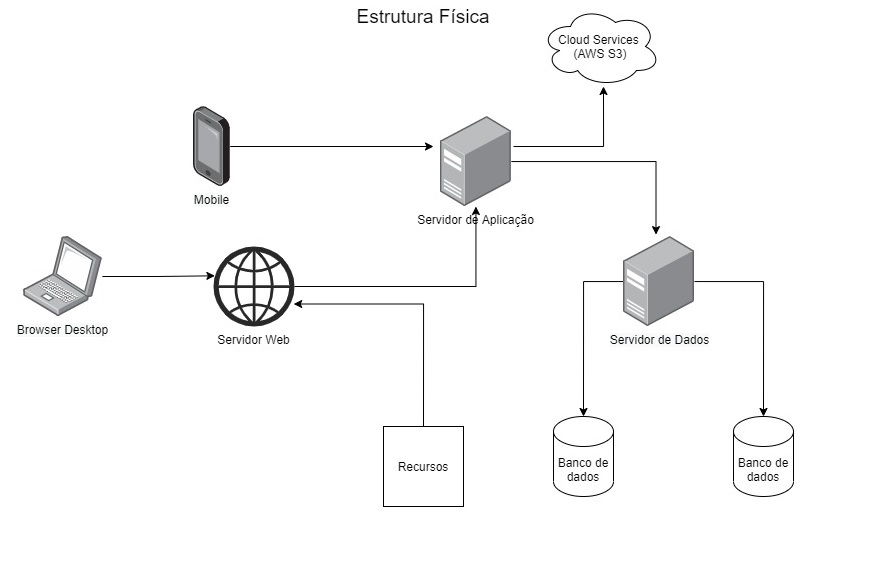 Estrutura Física
Cloud Services
(AWS S3)
Mobile
Servidor de Aplicação
Browser Desktop
Servidor Web
Servidor de Dados
Recursos
Banco de
dados
Banco de
dados